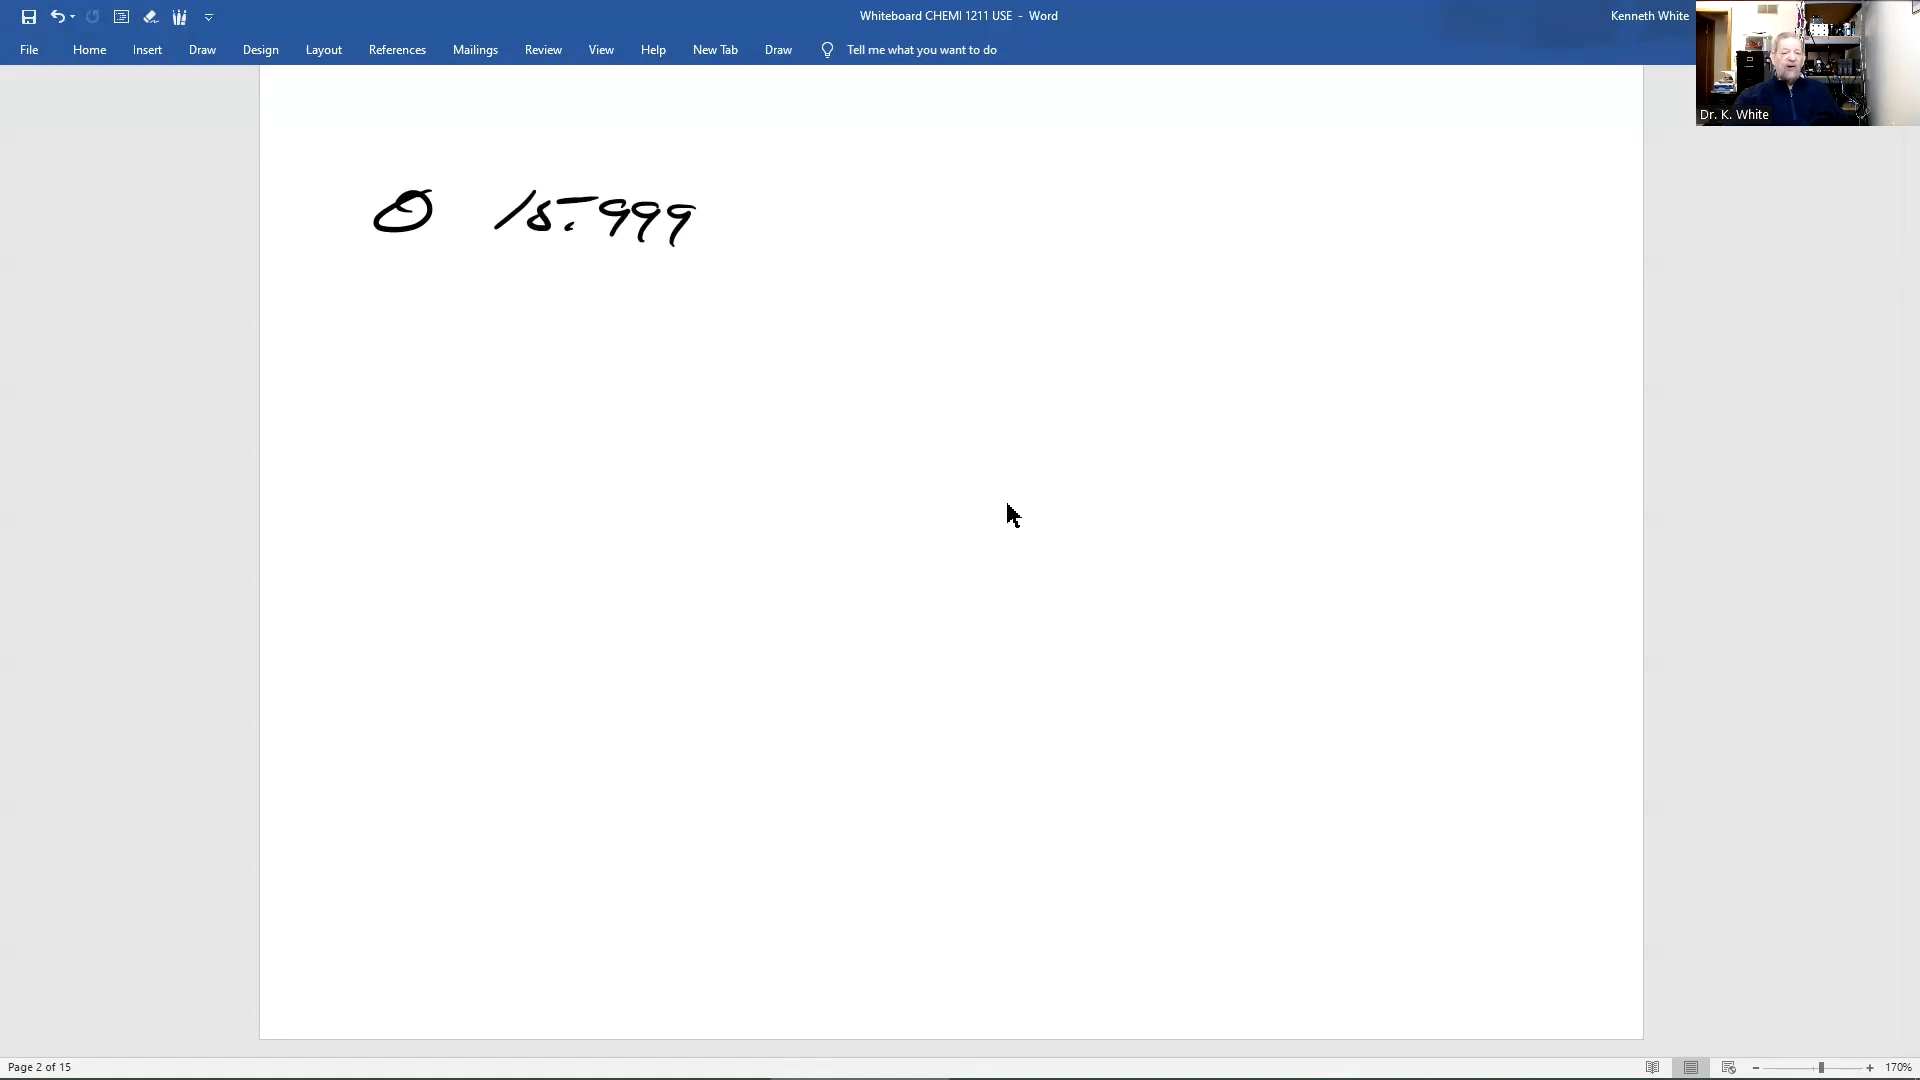 Whiteboard CHEMI 1211 USE - Word
Kenneth White
File Home Insert Draw Design Layout References Mailings Review View Help New Tab Draw Tell me what you want to do
Dr. K. White
O 15.999
Page 2 of 15
170%